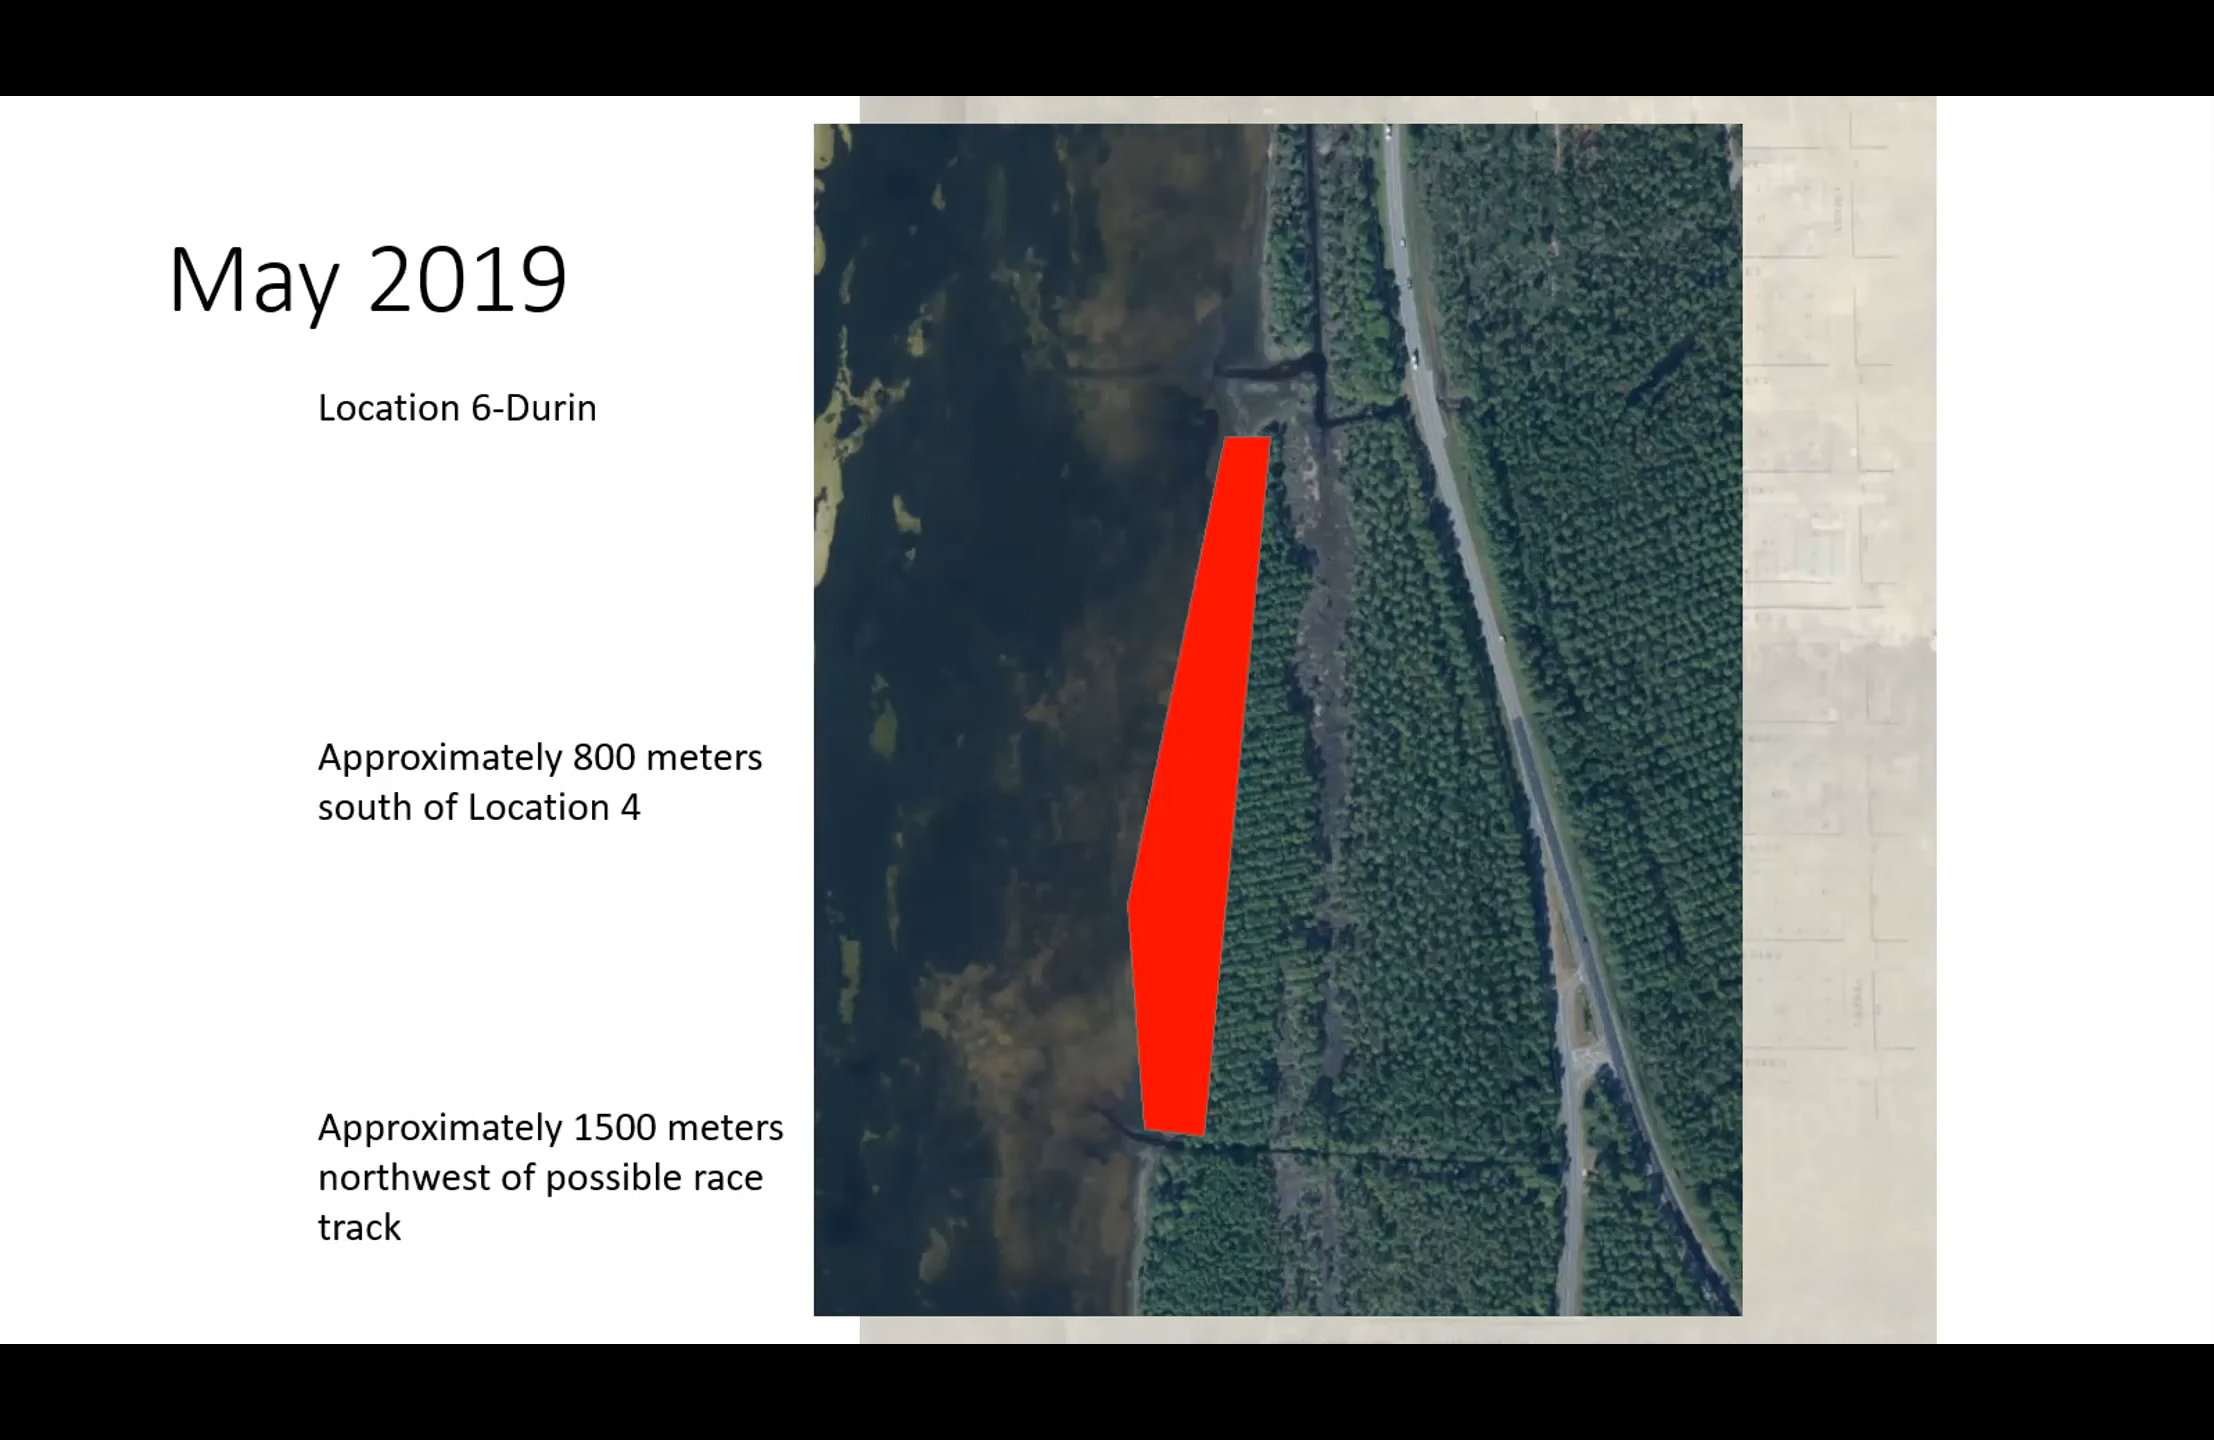 May 2019
Location 6-Durin
Approximately 800 meters
south of Location 4
Approximately 1500 meters
northwest of possible race
track